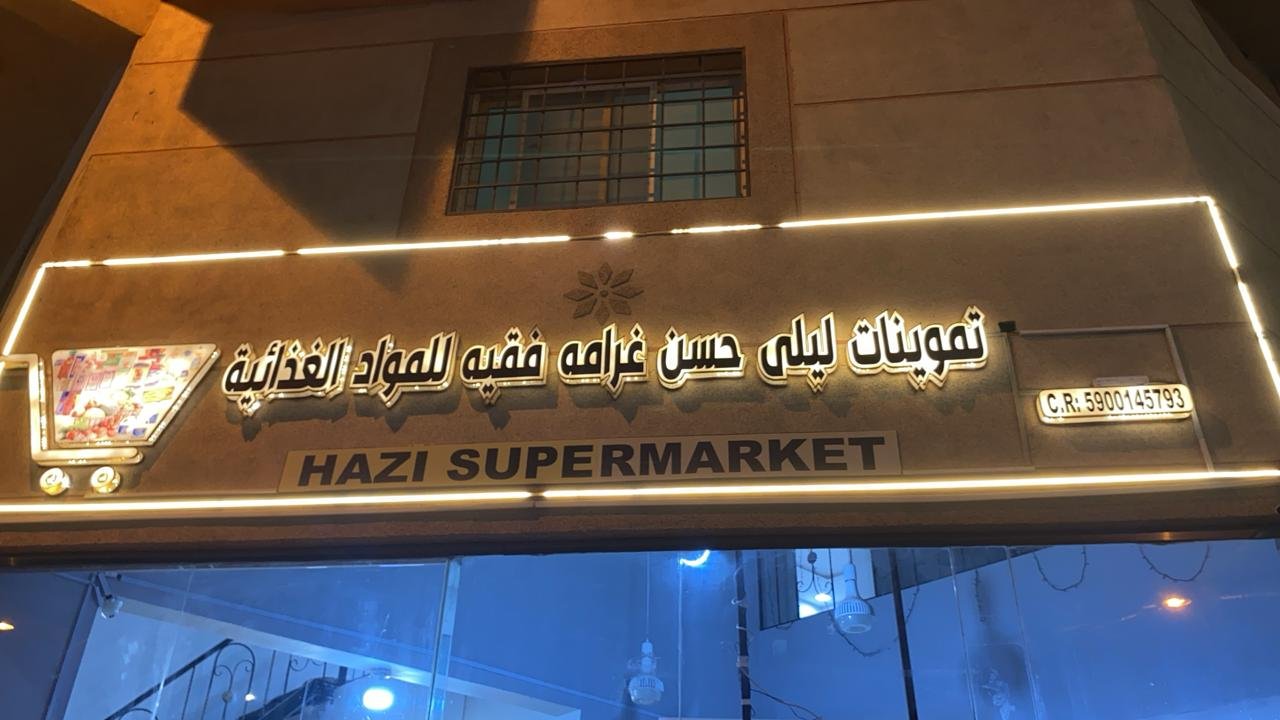 تموينات ليلى حسن غرامه فقيه للمواد الغذائية
C.R: 5900145793
HAZI SUPERMARKET